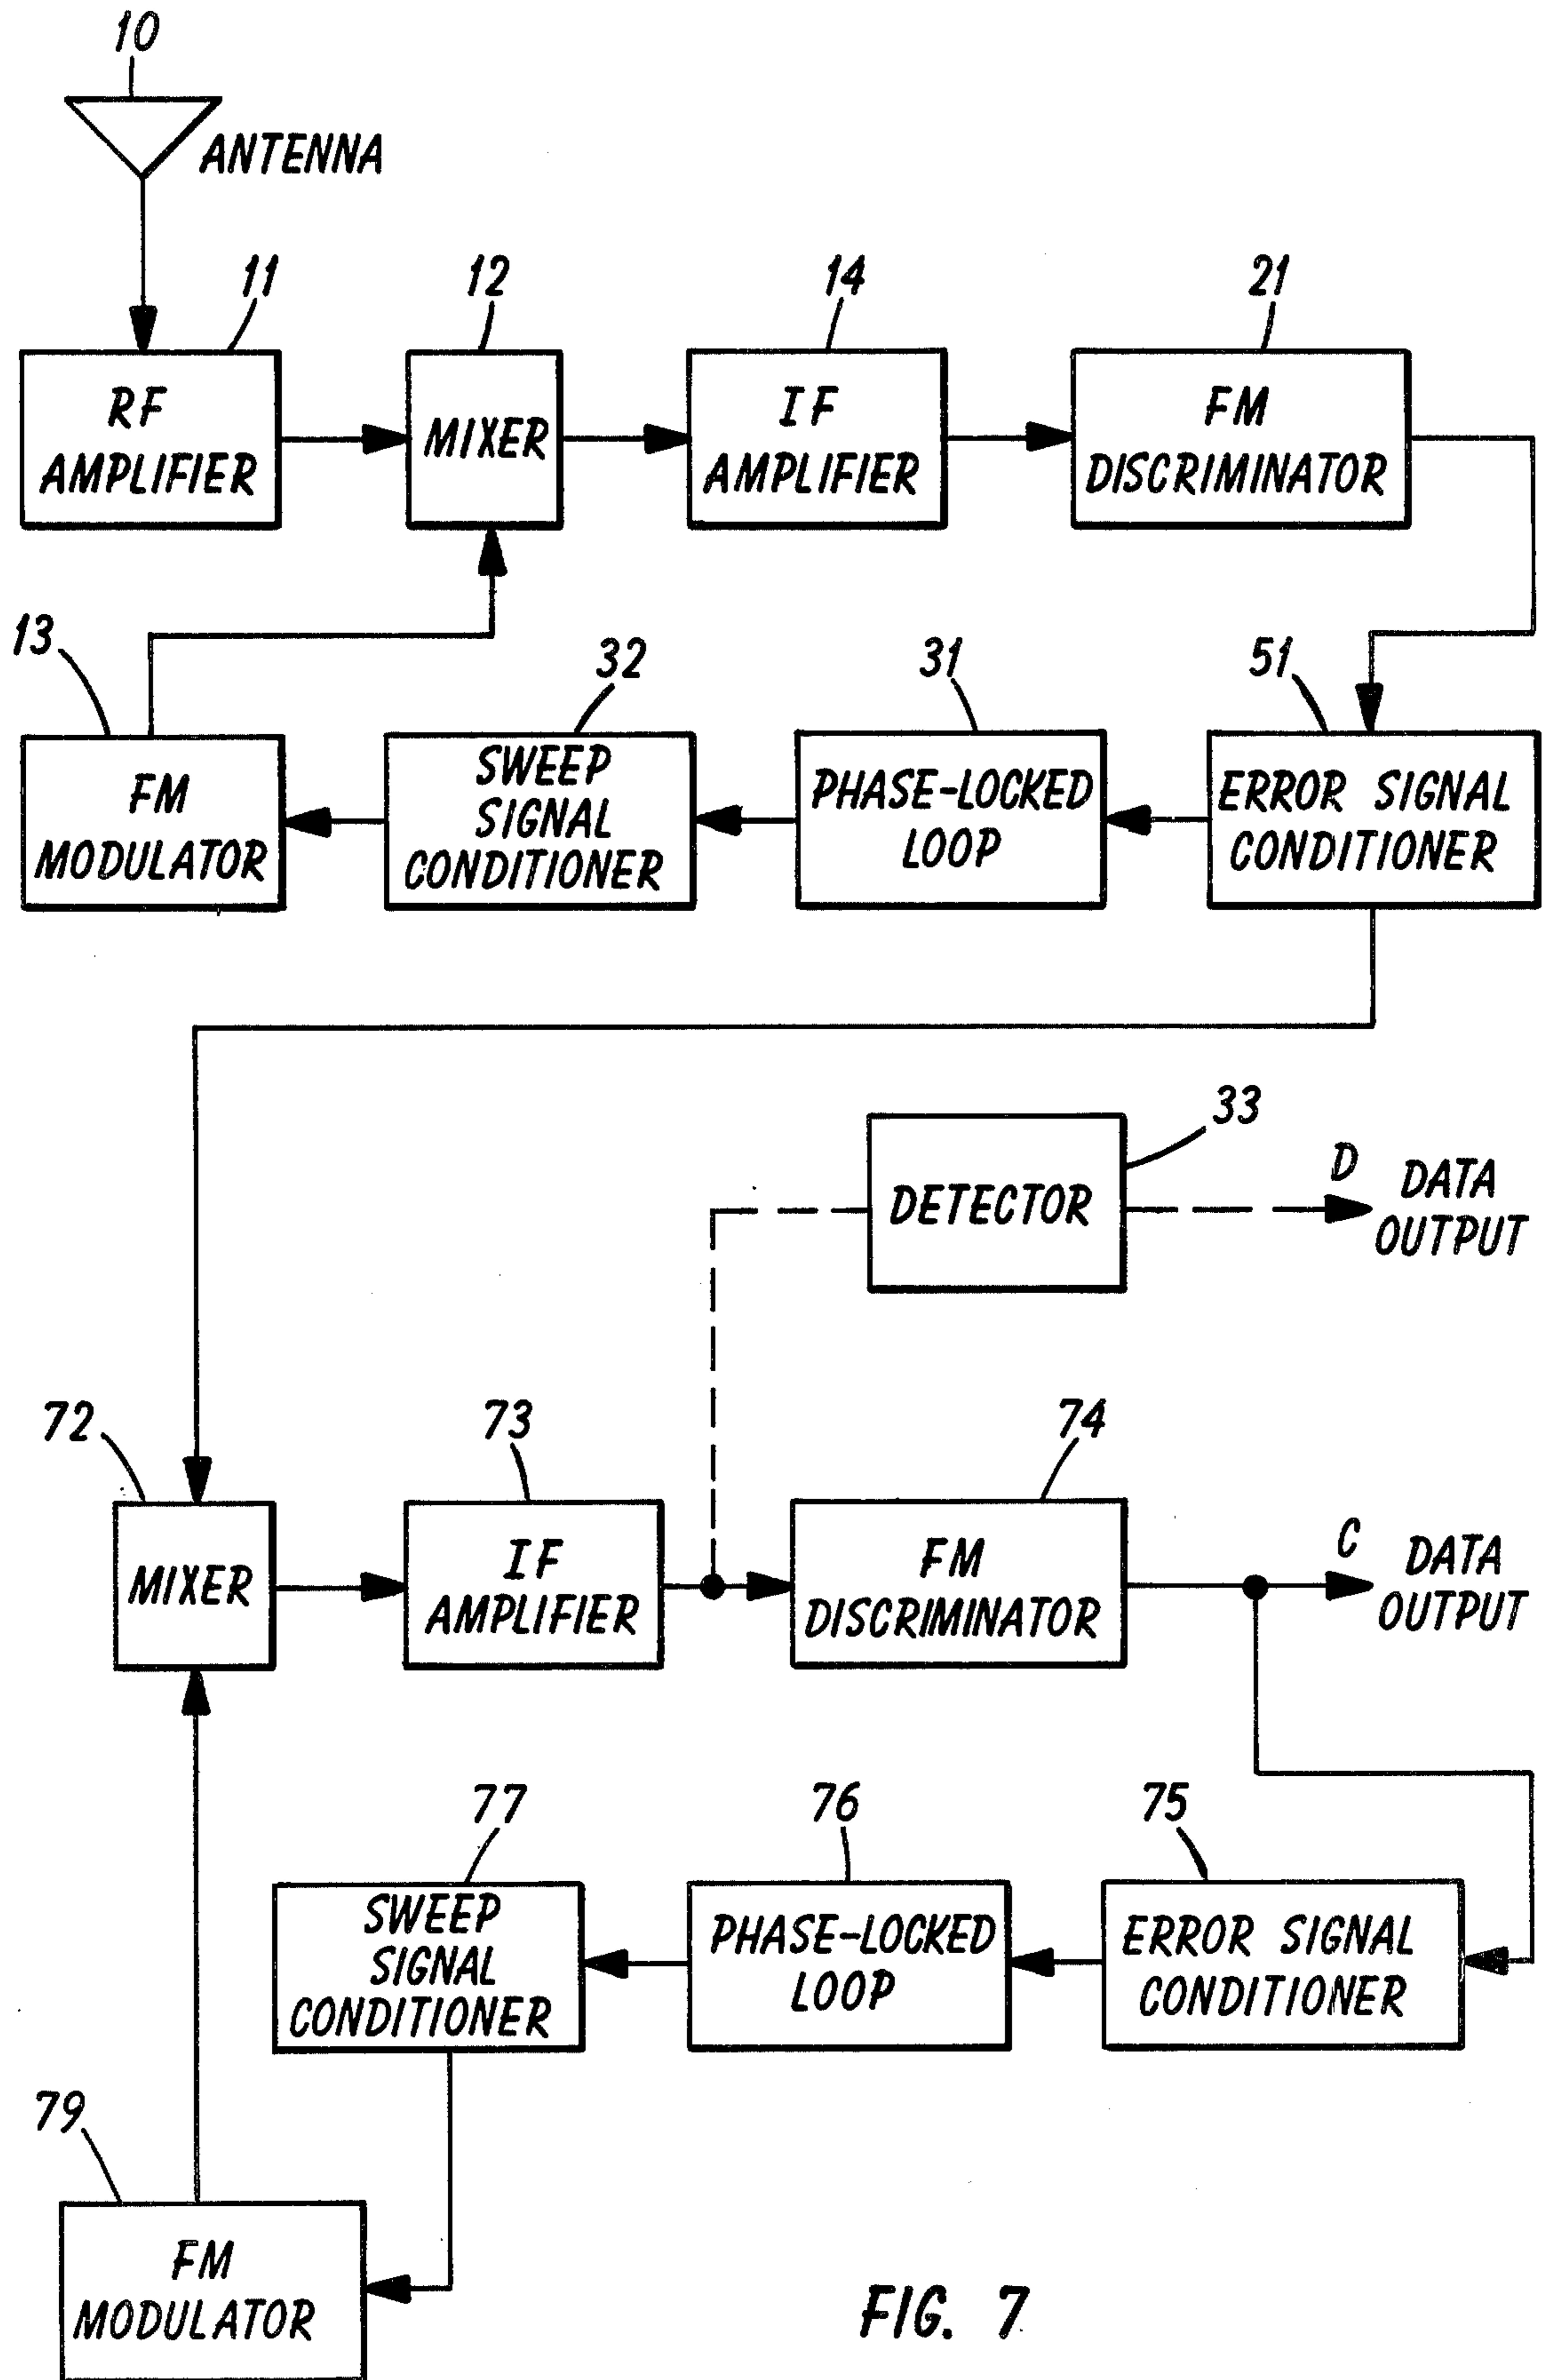 10
ANTENNA
11
12
14
21
RF
AMPLIFIER
MIXER
IF
AMPLIFIER
FM
DISCRIMINATOR
13
32
31
51
FM
MODULATOR
SWEEP
SIGNAL
CONDITIONER
PHASE-LOCKED
LOOP
ERROR SIGNAL
CONDITIONER
33
DETECTOR
D
DATA
OUTPUT
72
73
74
MIXER
IF
AMPLIFIER
FM
DISCRIMINATOR
C
DATA
OUTPUT
77
76
75
SWEEP
SIGNAL
CONDITIONER
PHASE-LOCKED
LOOP
ERROR SIGNAL
CONDITIONER
79
FM
MODULATOR
FIG. 7